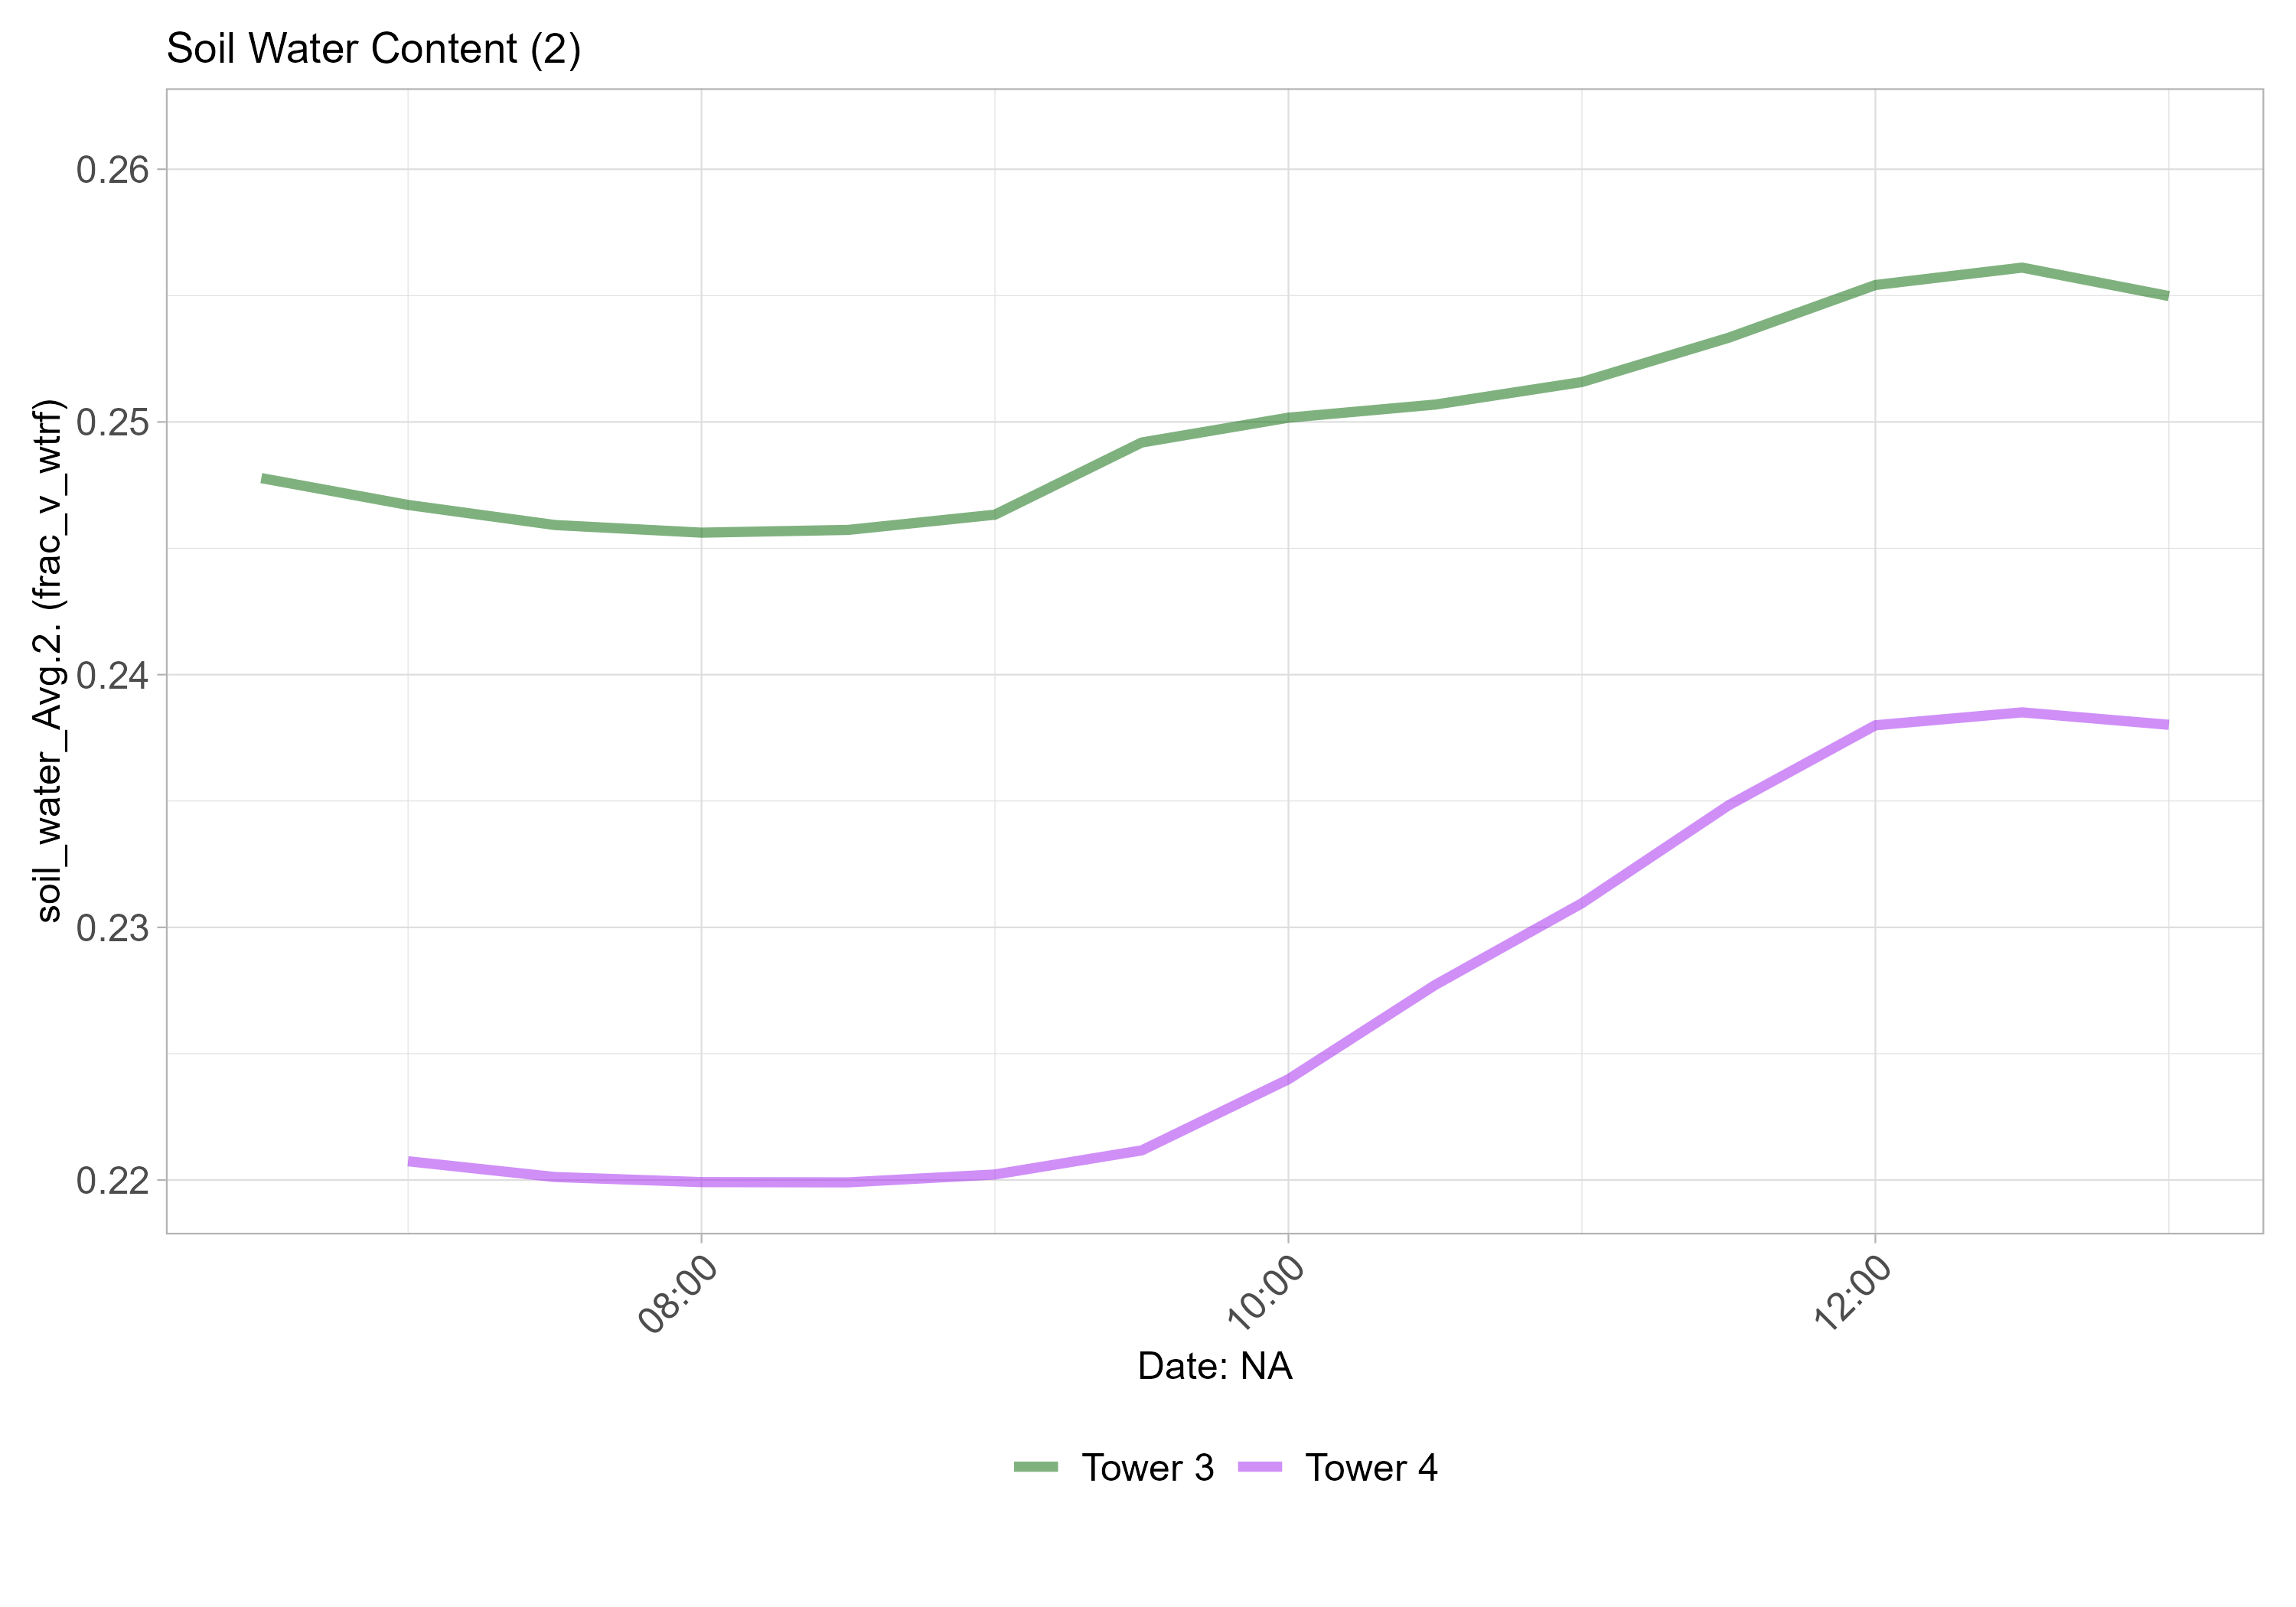 Soil Water Content (2)
soil_water_Avg.2. (frac_v_wtrf)
0.26
0.25
0.24
0.23
0.22
08:00
10:00
12:00
Date: NA
Tower 3
Tower 4